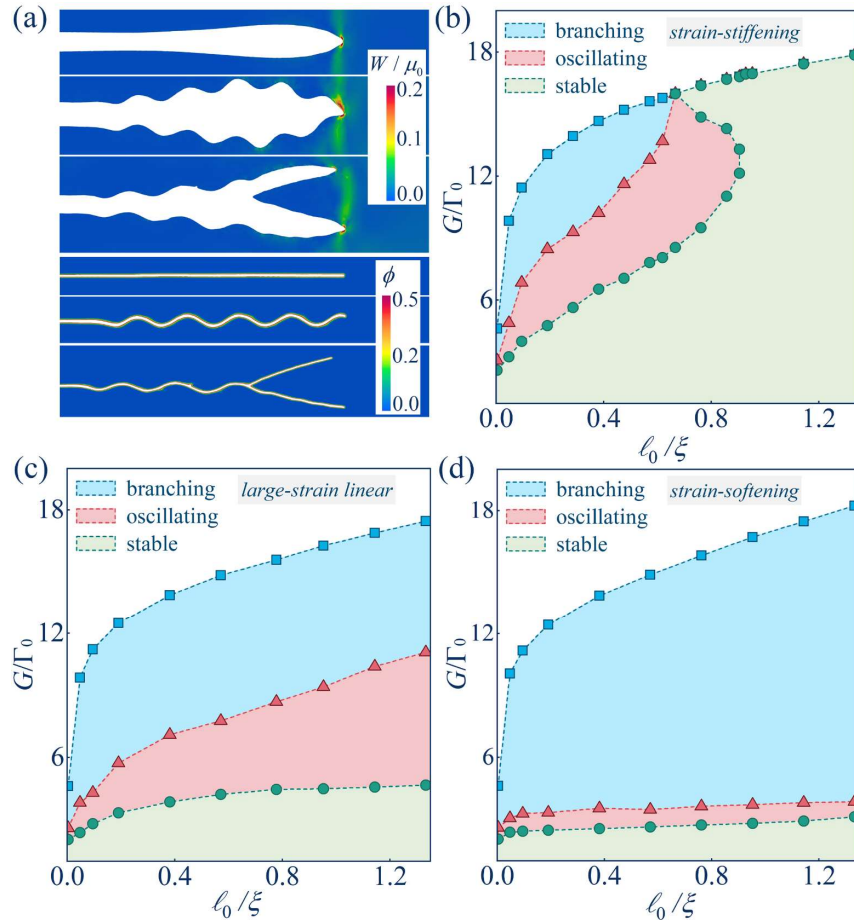 (a)
W / μ₀
0.2
0.1
0.0
ϕ
0.5
0.2
0.0
(b)
branching
strain-stiffening
oscillating
stable
18
12
6
G/Γ₀
0.0 0.4 0.8 1.2
ℓ₀/ξ
(c)
branching
large-strain linear
oscillating
stable
18
12
6
G/Γ₀
0.0 0.4 0.8 1.2
ℓ₀/ξ
(d)
branching
strain-softening
oscillating
stable
18
12
6
G/Γ₀
0.0 0.4 0.8 1.2
ℓ₀/ξ